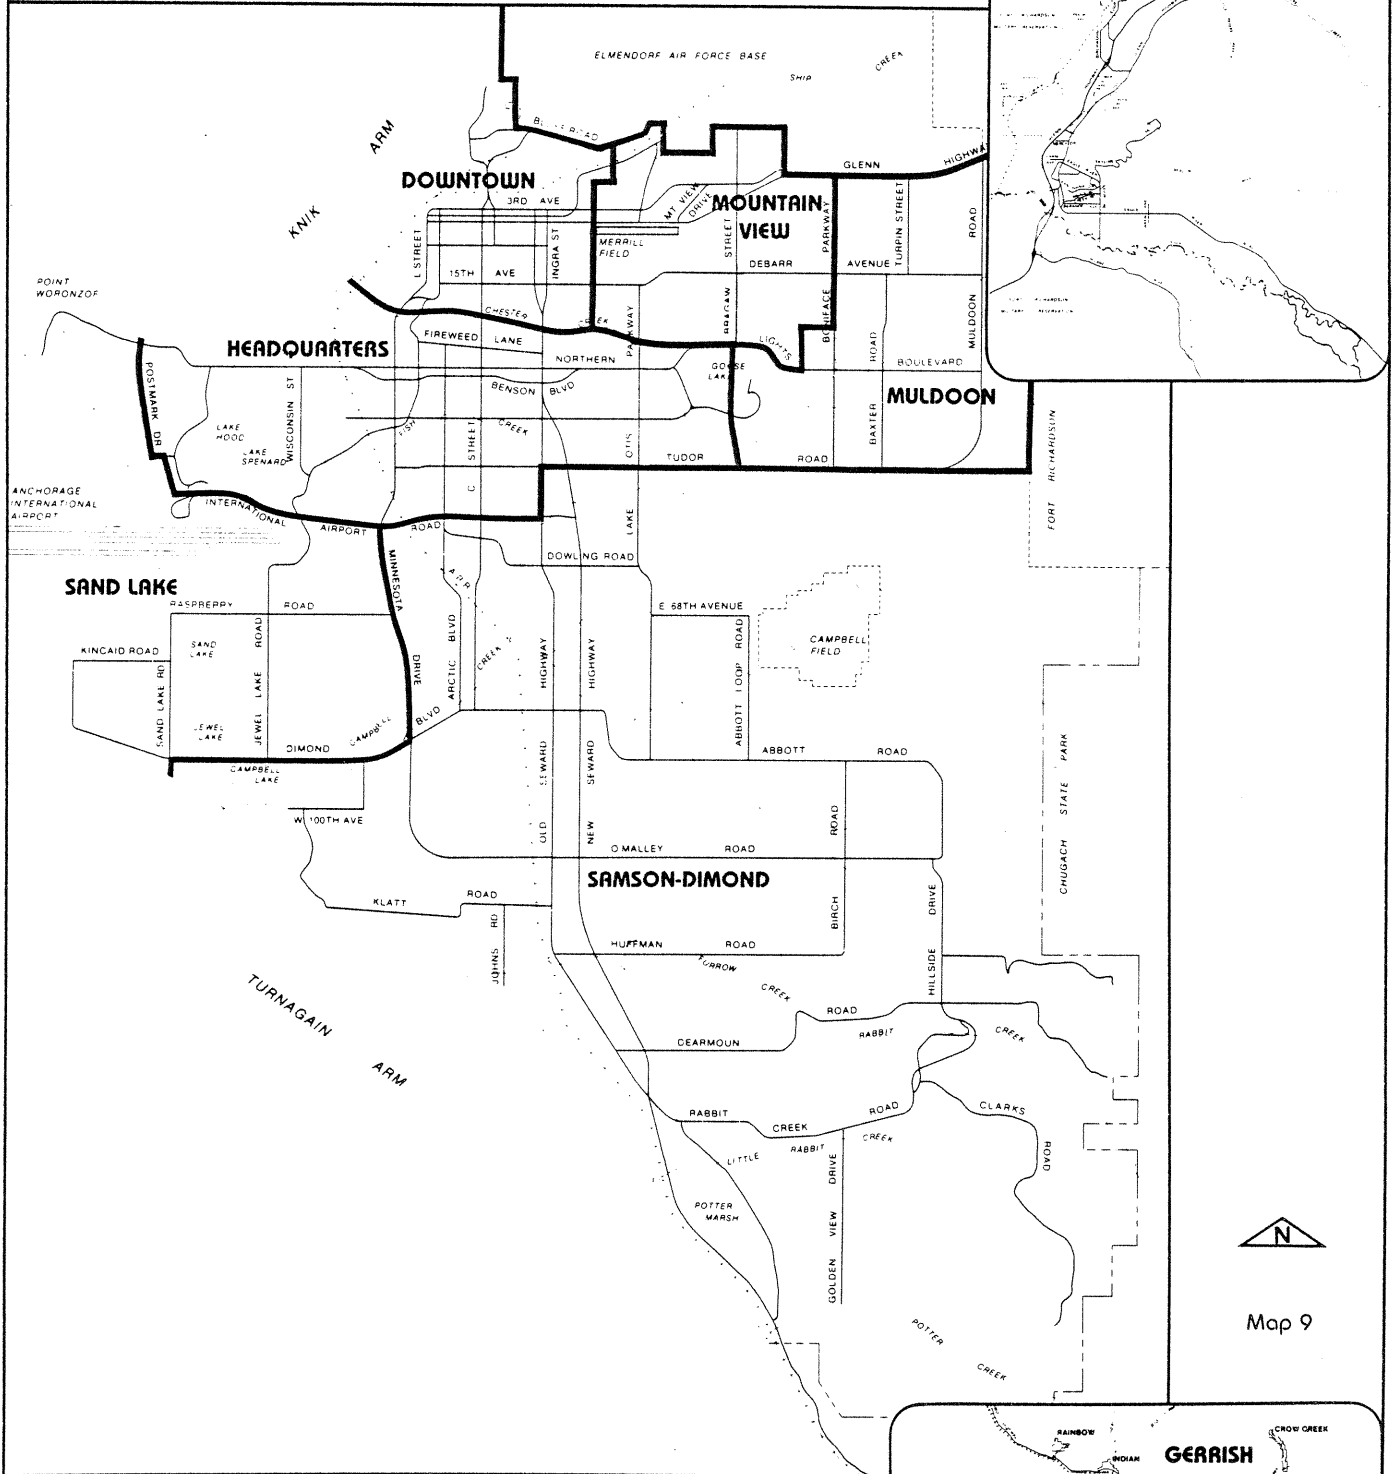 ELMENDORF AIR FORCE BASE
SHIP
CREEK
KNIK
ARM
GLENN
HIGHWAY
DOWNTOWN
3RD AVE
MT VIEW
DRIVE
MOUNTAIN
VIEW
L STREET
INGRA ST
MERRILL
FIELD
BRAGAW STREET
BONIFACE PARKWAY
TURPIN STREET
MULDOON ROAD
15TH AVE
DEBARR
AVENUE
POINT
WORONZOF
CHESTER
CREEK
FIREWEED LANE
HEADQUARTERS
NORTHERN
LIGHTS
BOULEVARD
BENSON BLVD
GOOSE
LAKE
MULDOON
POSTMARK DR
WISCONSIN ST
LAKE
HOOD
LAKE
SPENARD
FISH
CREEK
C STREET
LAKE OTIS PARKWAY
BAXTER ROAD
TUDOR
ROAD
FORT RICHARDSON
ANCHORAGE
INTERNATIONAL
AIRPORT
INTERNATIONAL
AIRPORT
ROAD
DOWLING ROAD
MINNESOTA
DRIVE
A.R.R.
SAND LAKE
RASPBERRY
ROAD
E 68TH AVENUE
CAMPBELL
FIELD
KINCAID ROAD
SAND
LAKE
SAND LAKE RD
JEWEL
LAKE
JEWEL LAKE ROAD
ARCTIC BLVD
CREEK
OLD SEWARD HIGHWAY
NEW SEWARD HIGHWAY
ABBOTT LOOP ROAD
DIMOND
CAMPBELL
BLVD
ABBOTT
ROAD
CAMPBELL
LAKE
W 100TH AVE
CHUGACH STATE PARK
O MALLEY
ROAD
SAMSON-DIMOND
BIRCH ROAD
HILLSIDE DRIVE
KLATT
ROAD
JOHNS RD
HUFFMAN
ROAD
FURROW
CREEK
TURNAGAIN
ARM
DEARMOUN
ROAD
RABBIT
CREEK
RABBIT
CREEK
ROAD
CLARKS
ROAD
LITTLE
RABBIT
CREEK
GOLDEN VIEW DRIVE
POTTER
MARSH
POTTER
CREEK
N
Map 9
RAINBOW
INDIAN
GERRISH
CROW CREEK